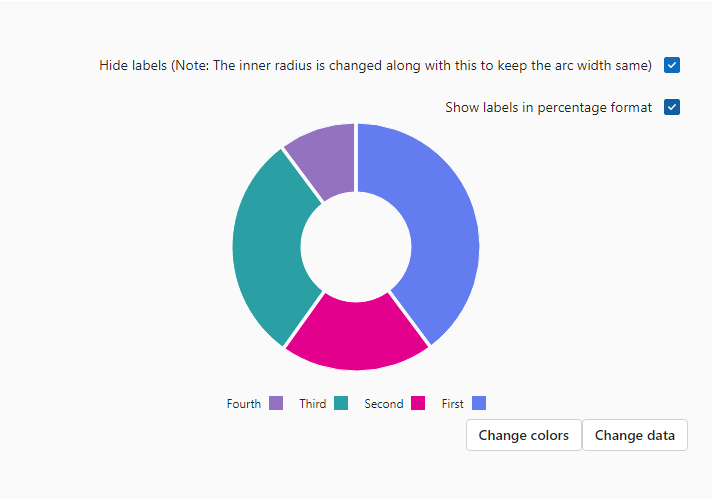 Hide labels (Note: The inner radius is changed along with this to keep the arc width same)
Show labels in percentage format
Fourth Third Second First
Change colors Change data